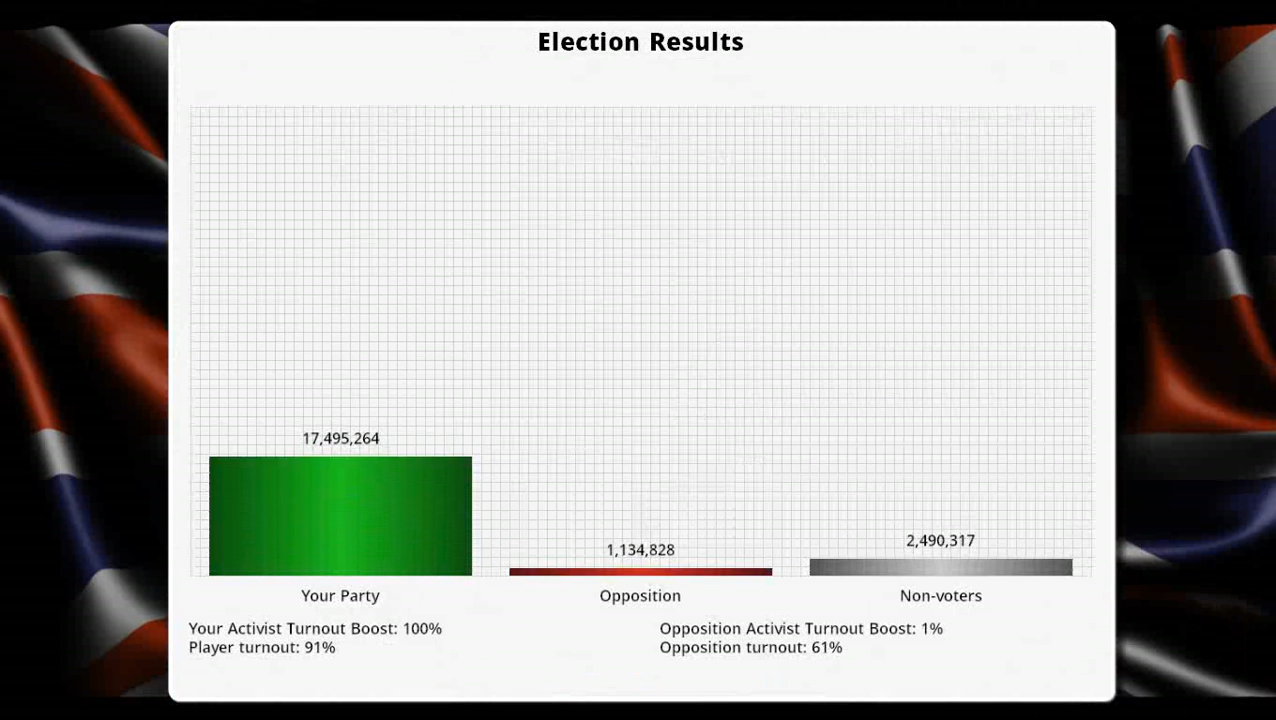 Election Results
17,495,264
1,134,828
2,490,317
Your Party
Opposition
Non-voters
Your Activist Turnout Boost: 100%
Player turnout: 91%
Opposition Activist Turnout Boost: 1%
Opposition turnout: 61%